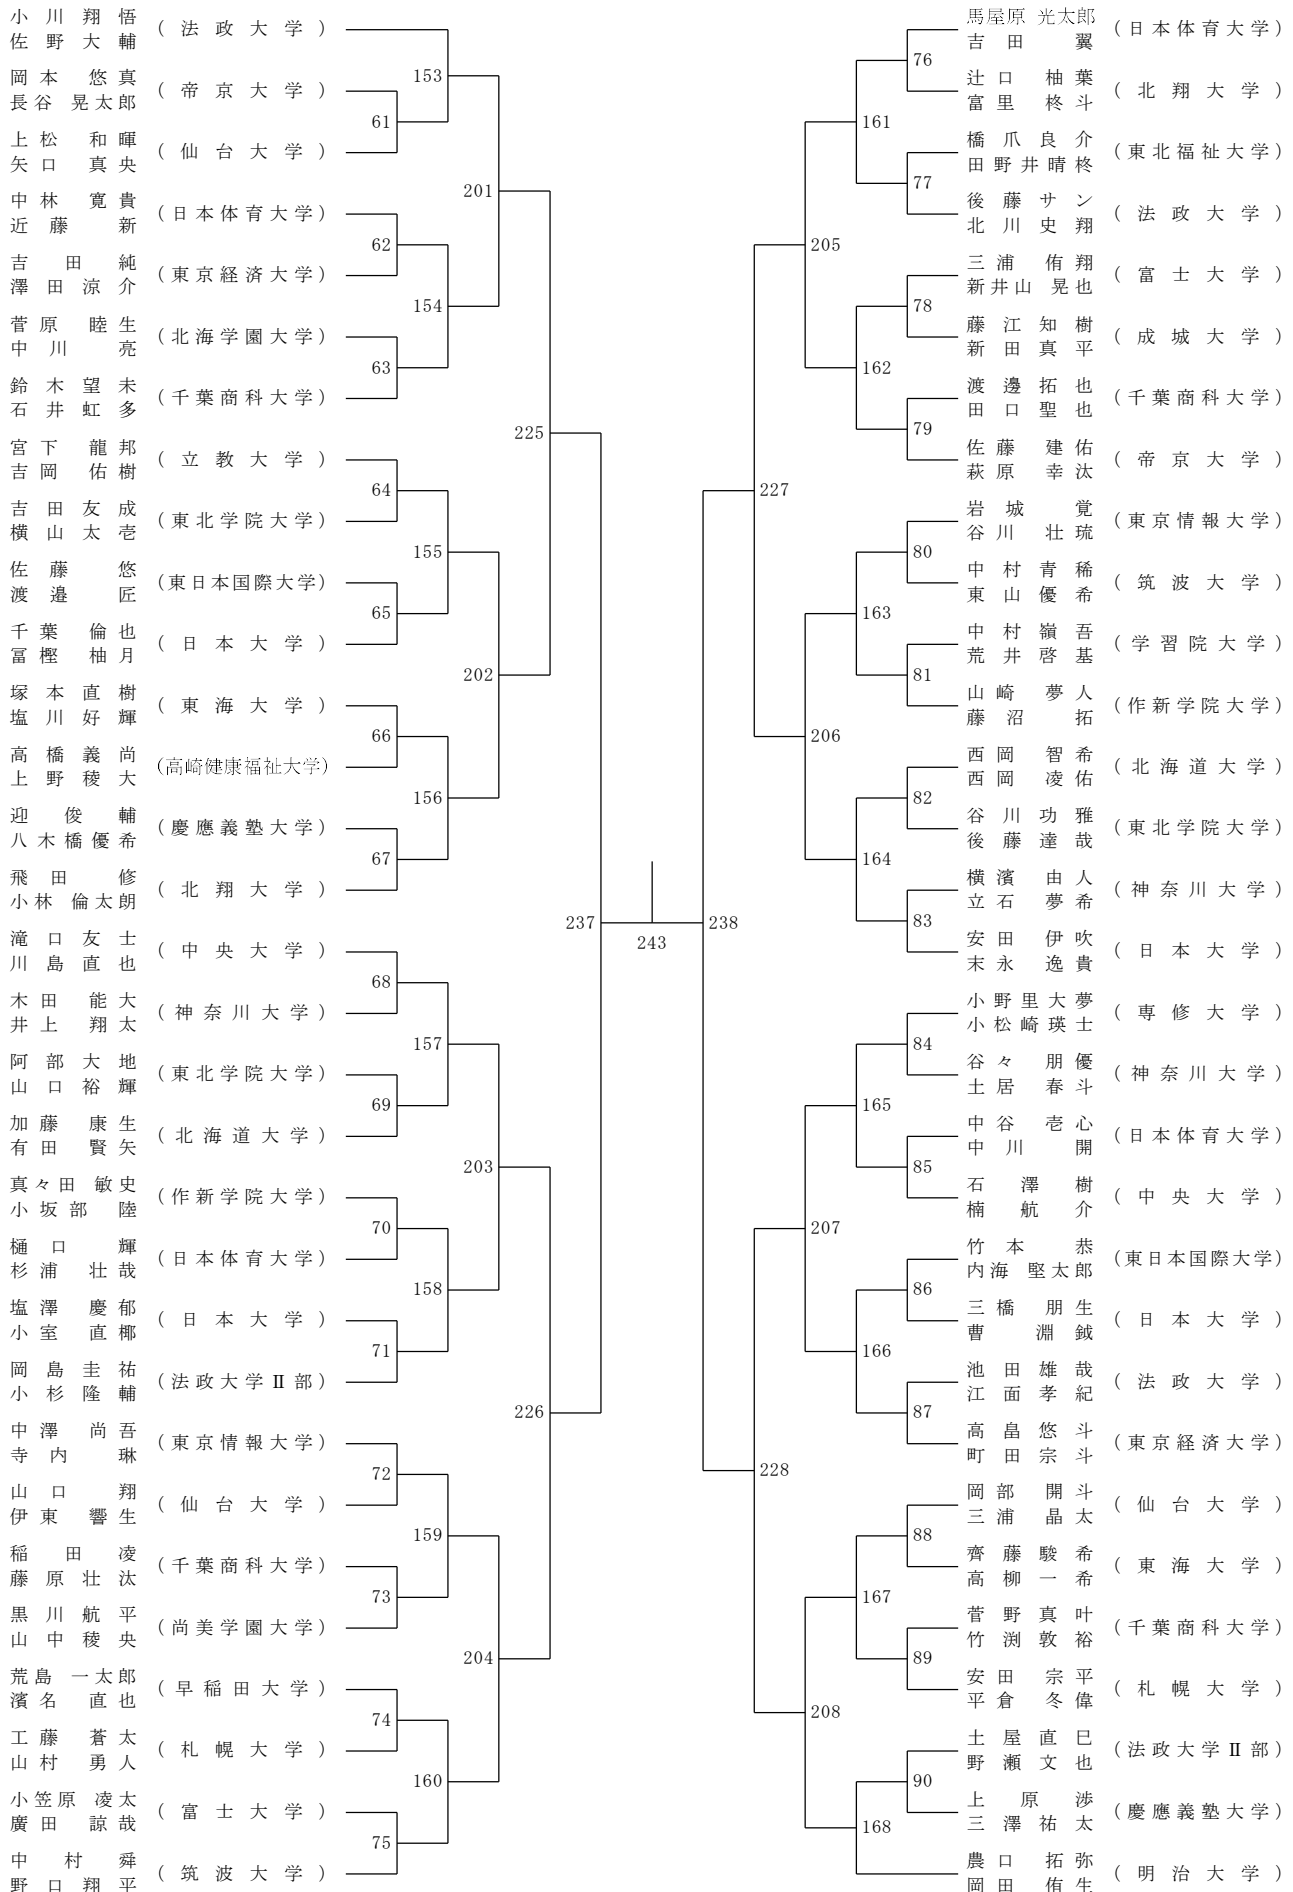 小川翔悟
佐野大輔
(法政大学)
岡本悠真
長谷晃太郎
(帝京大学)
上松和暉
矢口真央
(仙台大学)
中林寛貴
近藤新
(日本体育大学)
吉田純
澤田涼介
(東京経済大学)
菅原睦生
中川亮
(北海学園大学)
鈴木望未
石井虹多
(千葉商科大学)
宮下龍邦
吉岡佑樹
(立教大学)
吉田友成
横山太壱
(東北学院大学)
佐藤悠
渡邉匠
(東日本国際大学)
千葉倫也
冨樫柚月
(日本大学)
塚本直樹
塩川好輝
(東海大学)
高橋義尚
上野稜大
(高崎健康福祉大学)
迎俊輔
八木橋優希
(慶應義塾大学)
飛田修
小林倫太朗
(北翔大学)
滝口友士
川島直也
(中央大学)
木田能大
井上翔太
(神奈川大学)
阿部大地
山口裕輝
(東北学院大学)
加藤康生
有田賢矢
(北海道大学)
真々田敏史
小坂部陸
(作新学院大学)
樋口輝
杉浦壮哉
(日本体育大学)
塩澤慶郁
小室直椰
(日本大学)
岡島圭祐
小杉隆輔
(法政大学Ⅱ部)
中澤尚吾
寺内琳
(東京情報大学)
山口翔
伊東響生
(仙台大学)
稲田凌
藤原壮汰
(千葉商科大学)
黒川航平
山中稜央
(尚美学園大学)
荒島一太郎
濱名直也
(早稲田大学)
工藤蒼太
山村勇人
(札幌大学)
小笠原凌太
廣田諒哉
(富士大学)
中村舜
野口翔平
(筑波大学)
61
62
63
64
65
66
67
68
69
70
71
72
73
74
75
153
154
155
156
157
158
159
160
201
202
203
204
225
226
237
243
238
227
228
205
206
207
208
161
162
163
164
165
166
167
168
76
77
78
79
80
81
82
83
84
85
86
87
88
89
90
馬屋原光太郎
吉田翼
(日本体育大学)
辻口柚葉
富里柊斗
(北翔大学)
橋爪良介
田野井晴柊
(東北福祉大学)
後藤サン
北川史翔
(法政大学)
三浦侑翔
新井山晃也
(富士大学)
藤江知樹
新田真平
(成城大学)
渡邊拓也
田口聖也
(千葉商科大学)
佐藤建佑
萩原幸汰
(帝京大学)
岩城覚
谷川壮琉
(東京情報大学)
中村青稀
東山優希
(筑波大学)
中村嶺吾
荒井啓基
(学習院大学)
山崎夢人
藤沼拓
(作新学院大学)
西岡智希
西岡凌佑
(北海道大学)
谷川功雅
後藤達哉
(東北学院大学)
横濱由人
立石夢希
(神奈川大学)
安田伊吹
末永逸貴
(日本大学)
小野里大夢
小松崎瑛士
(専修大学)
谷々朋優
土居春斗
(神奈川大学)
中谷壱心
中川開
(日本体育大学)
石澤樹
楠航介
(中央大学)
竹本恭
内海堅太郎
(東日本国際大学)
三橋朋生
曹淵鉞
(日本大学)
池田雄哉
江面孝紀
(法政大学)
高畠悠斗
町田宗斗
(東京経済大学)
岡部開斗
三浦晶太
(仙台大学)
齊藤駿希
高柳一希
(東海大学)
菅野真叶
竹渕敦裕
(千葉商科大学)
安田宗平
平倉冬偉
(札幌大学)
土屋直巳
野瀬文也
(法政大学Ⅱ部)
上原渉
三澤祐太
(慶應義塾大学)
農口拓弥
岡田侑生
(明治大学)